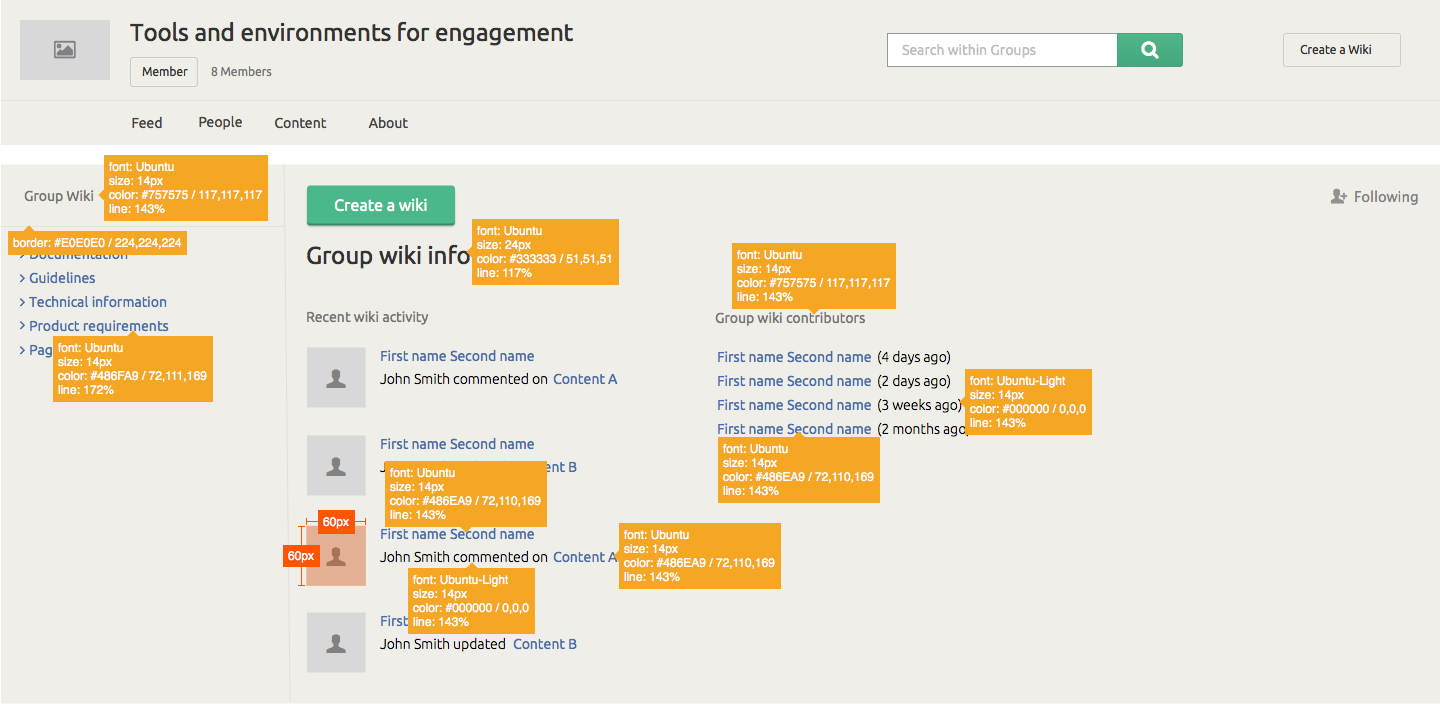 Tools and environments for engagement
Member
8 Members
Search within Groups
Create a Wiki
Feed
People
Content
About
Group Wiki
font: Ubuntu
size: 14px
color: #757575 / 117,117,117
line: 143%
border: #E0E0E0 / 224,224,224
Documentation
Guidelines
Technical information
Product requirements
Pag
font: Ubuntu
size: 14px
color: #486FA9 / 72,111,169
line: 172%
Create a wiki
Following
Group wiki info
font: Ubuntu
size: 24px
color: #333333 / 51,51,51
line: 117%
Recent wiki activity
First name Second name
John Smith commented on Content A
First name Second name
J
ent B
font: Ubuntu
size: 14px
color: #486EA9 / 72,110,169
line: 143%
60px
60px
First name Second name
John Smith commented on Content A
font: Ubuntu
size: 14px
color: #486EA9 / 72,110,169
line: 143%
font: Ubuntu-Light
size: 14px
color: #000000 / 0,0,0
line: 143%
First
John Smith updated Content B
font: Ubuntu
size: 14px
color: #757575 / 117,117,117
line: 143%
Group wiki contributors
First name Second name (4 days ago)
First name Second name (2 days ago)
First name Second name (3 weeks ago)
First name Second name (2 months ago)
font: Ubuntu-Light
size: 14px
color: #000000 / 0,0,0
line: 143%
font: Ubuntu
size: 14px
color: #486EA9 / 72,110,169
line: 143%